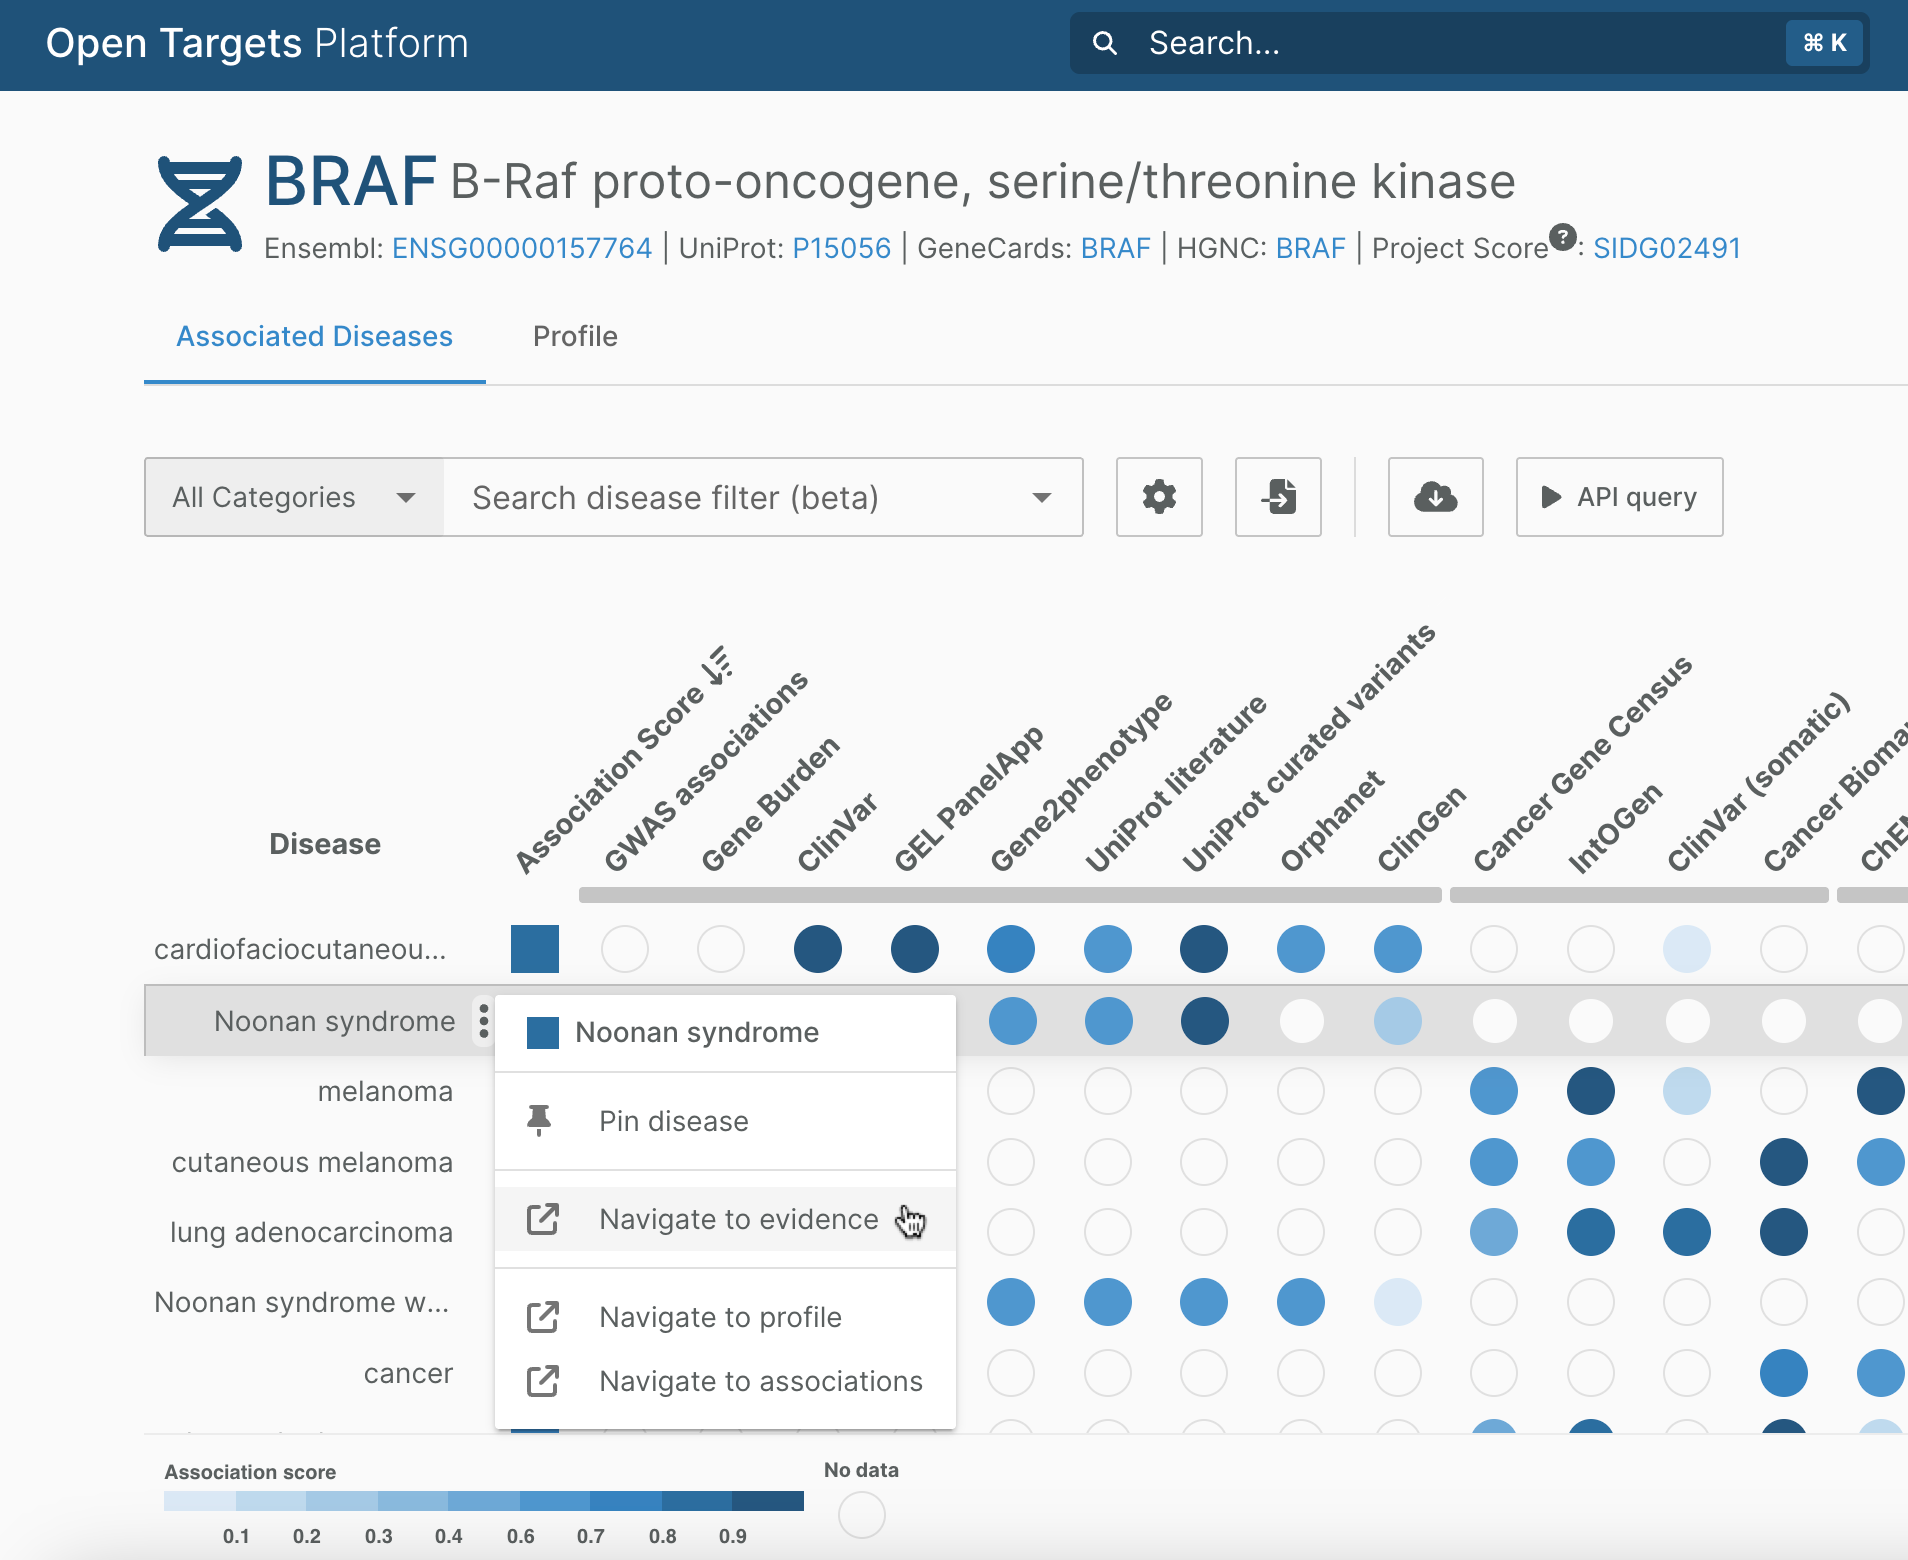 Open Targets Platform
Search...
⌘ K
BRAF B-Raf proto-oncogene, serine/threonine kinase
Ensembl: ENSG00000157764 | UniProt: P15056 | GeneCards: BRAF | HGNC: BRAF | Project Score ? : SIDG02491
Associated Diseases
Profile
All Categories
Search disease filter (beta)
API query
Disease
Association Score
GWAS associations
Gene Burden
ClinVar
GEL PanelApp
Gene2phenotype
UniProt literature
UniProt curated variants
Orphanet
ClinGen
Cancer Gene Census
IntOGen
ClinVar (somatic)
Cancer
cardiofaciocutaneou...
Noonan syndrome
Noonan syndrome
melanoma
Pin disease
cutaneous melanoma
lung adenocarcinoma
Navigate to evidence
Noonan syndrome w...
Navigate to profile
cancer
Navigate to associations
Association score
No data
0.1 0.2 0.3 0.4 0.6 0.7 0.8 0.9